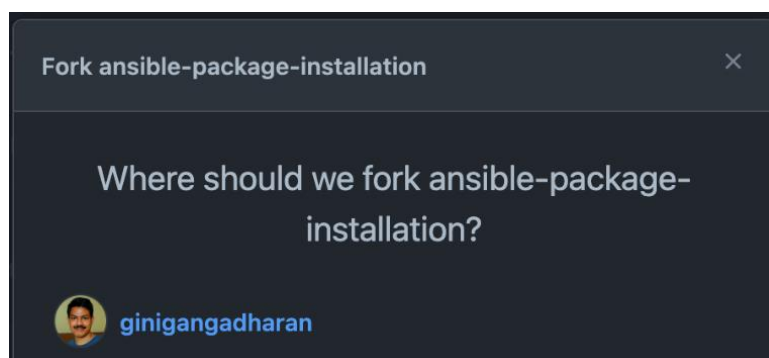 Fork ansible-package-installation
Where should we fork ansible-package-
installation?
ginigangadharan